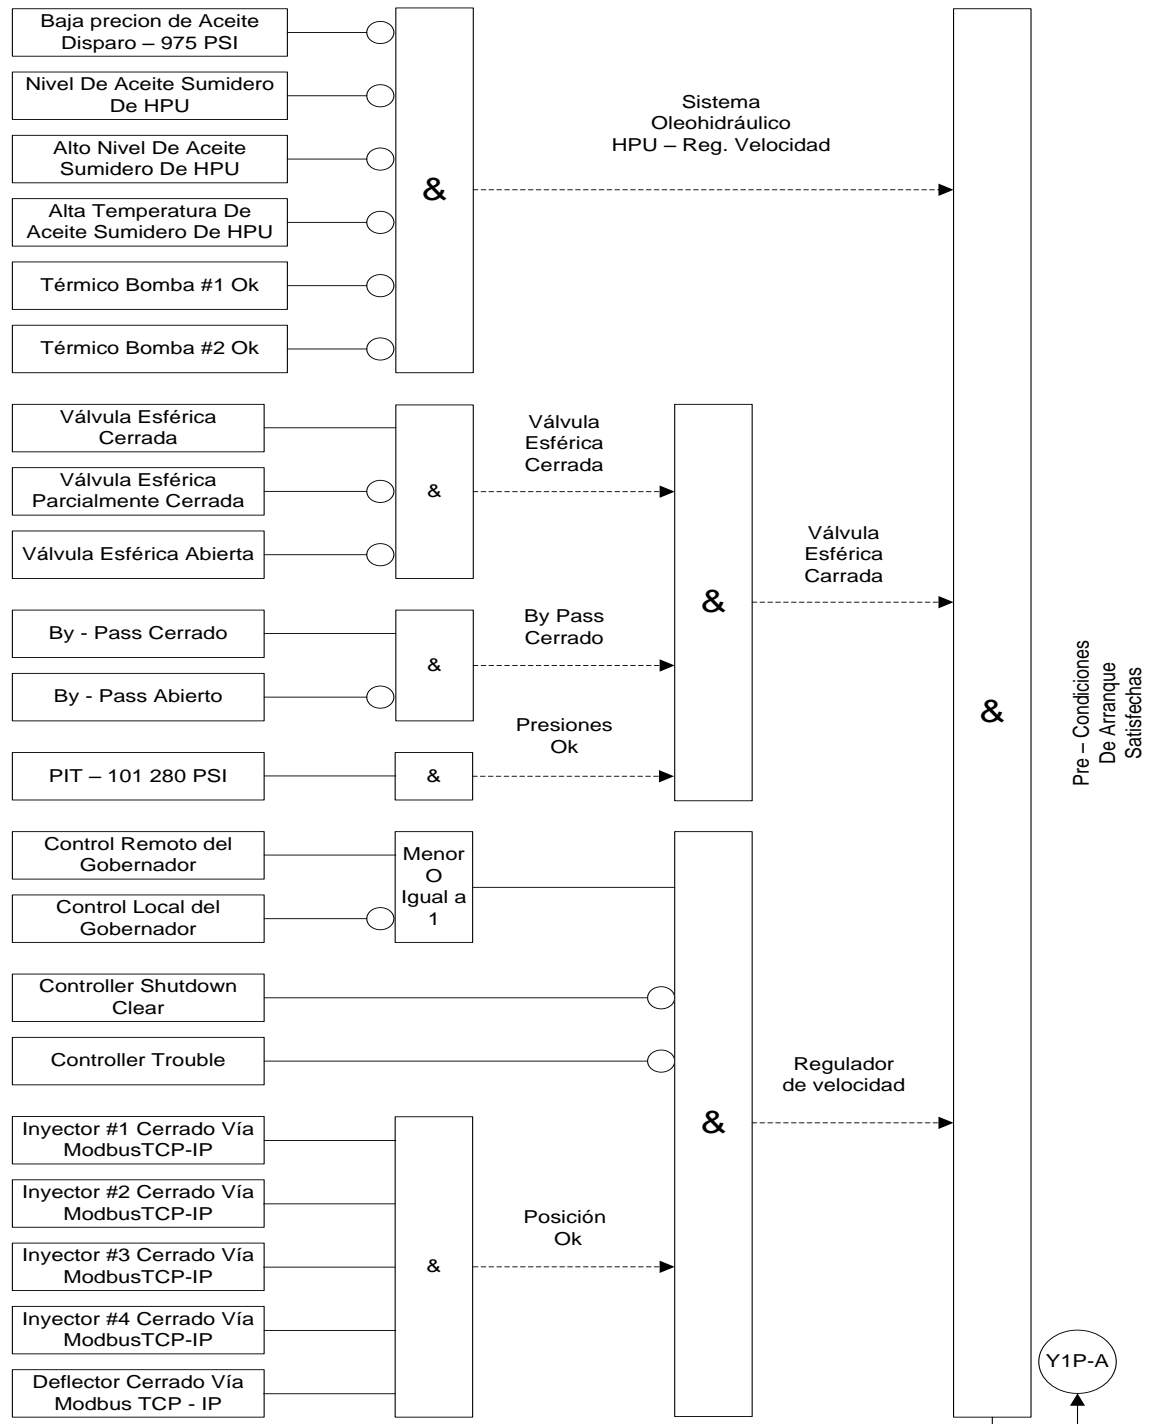 Baja precion de Aceite
Disparo – 975 PSI
Nivel De Aceite Sumidero
De HPU
Alto Nivel De Aceite
Sumidero De HPU
Alta Temperatura De
Aceite Sumidero De HPU
Térmico Bomba #1 Ok
Térmico Bomba #2 Ok
&
Sistema
Oleohidráulico
HPU – Reg. Velocidad
Válvula Esférica
Cerrada
Válvula Esférica
Parcialmente Cerrada
Válvula Esférica Abierta
&
Válvula
Esférica
Cerrada
By - Pass Cerrado
By - Pass Abierto
&
By Pass
Cerrado
PIT – 101 280 PSI
&
Presiones
Ok
&
Válvula
Esférica
Carrada
Control Remoto del
Gobernador
Control Local del
Gobernador
Menor
O
Igual a
1
Controller Shutdown
Clear
Controller Trouble
Inyector #1 Cerrado Vía
ModbusTCP-IP
Inyector #2 Cerrado Vía
ModbusTCP-IP
Inyector #3 Cerrado Vía
ModbusTCP-IP
Inyector #4 Cerrado Vía
ModbusTCP-IP
Deflector Cerrado Vía
Modbus TCP - IP
&
Posición
Ok
&
Regulador
de velocidad
&
Pre – Condiciones
De Arranque
Satisfechas
Y1P-A